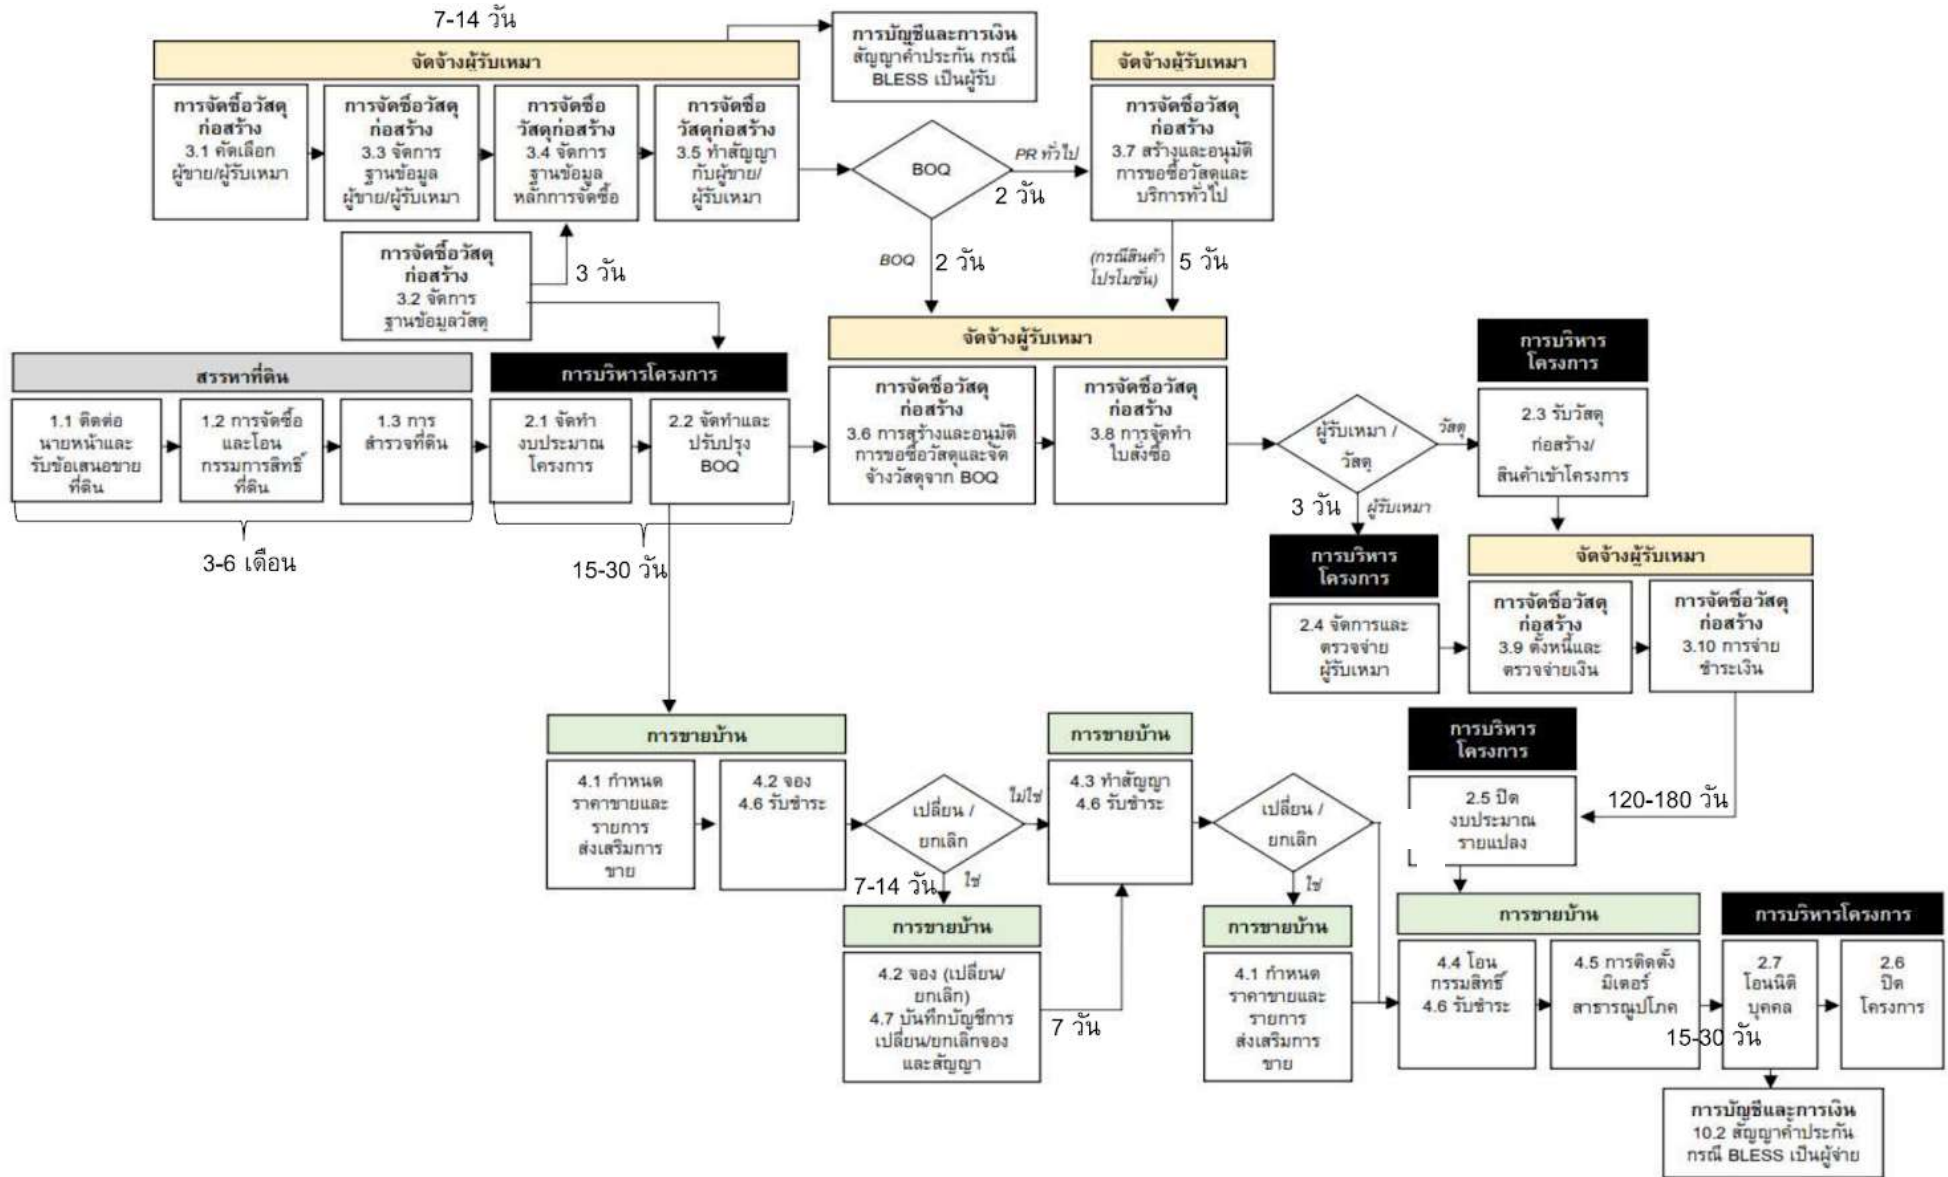 7-14 วัน
จัดจ้างผู้รับเหมา
การจัดซื้อวัสดุ
ก่อสร้าง
3.1 คัดเลือก
ผู้ขาย/ผู้รับเหมา
การจัดซื้อวัสดุ
ก่อสร้าง
3.3 จัดการ
ฐานข้อมูล
ผู้ขาย/ผู้รับเหมา
การจัดซื้อ
วัสดุก่อสร้าง
3.4 จัดการ
ฐานข้อมูล
หลักการจัดซื้อ
การจัดซื้อ
วัสดุก่อสร้าง
3.5 ทำสัญญา
กับผู้ขาย/
ผู้รับเหมา
การบัญชีและการเงิน
สัญญาค้ำประกัน กรณี
BLESS เป็นผู้รับ
BOQ
PR ทั่วไป
2 วัน
จัดจ้างผู้รับเหมา
การจัดซื้อวัสดุ
ก่อสร้าง
3.7 สร้างและอนุมัติ
การขอซื้อวัสดุและ
บริการทั่วไป
การจัดซื้อวัสดุ
ก่อสร้าง
3.2 จัดการ
ฐานข้อมูลวัสดุ
3 วัน
BOQ
2 วัน
(กรณีสินค้า
โปรโมชั่น)
5 วัน
สรรหาที่ดิน
1.1 ติดต่อ
นายหน้าและ
รับข้อเสนอขาย
ที่ดิน
1.2 การจัดซื้อ
และโอน
กรรมการสิทธิ์
ที่ดิน
1.3 การ
สำรวจที่ดิน
3-6 เดือน
การบริหารโครงการ
2.1 จัดทำ
งบประมาณ
โครงการ
2.2 จัดทำและ
ปรับปรุง
BOQ
15-30 วัน
จัดจ้างผู้รับเหมา
การจัดซื้อวัสดุ
ก่อสร้าง
3.6 การสร้างและอนุมัติ
การขอซื้อวัสดุและจัด
จ้างวัสดุจาก BOQ
การจัดซื้อวัสดุ
ก่อสร้าง
3.8 การจัดทำ
ใบสั่งซื้อ
ผู้รับเหมา /
วัสดุ
วัสดุ
3 วัน
ผู้รับเหมา
การบริหาร
โครงการ
2.3 รับวัสดุ
ก่อสร้าง/
สินค้าเข้าโครงการ
การบริหาร
โครงการ
2.4 จัดการและ
ตรวจจ่าย
ผู้รับเหมา
จัดจ้างผู้รับเหมา
การจัดซื้อวัสดุ
ก่อสร้าง
3.9 ตั้งหนี้และ
ตรวจจ่ายเงิน
การจัดซื้อวัสดุ
ก่อสร้าง
3.10 การจ่าย
ชำระเงิน
การขายบ้าน
4.1 กำหนด
ราคาขายและ
รายการ
ส่งเสริมการ
ขาย
4.2 จอง
4.6 รับชำระ
เปลี่ยน /
ยกเลิก
ไม่ใช่
7-14 วัน
ใช่
การขายบ้าน
4.3 ทำสัญญา
4.6 รับชำระ
เปลี่ยน /
ยกเลิก
ใช่
การบริหาร
โครงการ
2.5 ปิด
งบประมาณ
รายแปลง
120-180 วัน
การขายบ้าน
4.2 จอง (เปลี่ยน/
ยกเลิก)
4.7 บันทึกบัญชีการ
เปลี่ยน/ยกเลิกจอง
และสัญญา
7 วัน
การขายบ้าน
4.1 กำหนด
ราคาขายและ
รายการ
ส่งเสริมการ
ขาย
การขายบ้าน
4.4 โอน
กรรมสิทธิ์
4.6 รับชำระ
4.5 การติดตั้ง
มิเตอร์
สาธารณูปโภค
การบริหารโครงการ
2.7
โอนนิติ
บุคคล
2.6
ปิด
โครงการ
15-30 วัน
การบัญชีและการเงิน
10.2 สัญญาค้ำประกัน
กรณี BLESS เป็นผู้จ่าย